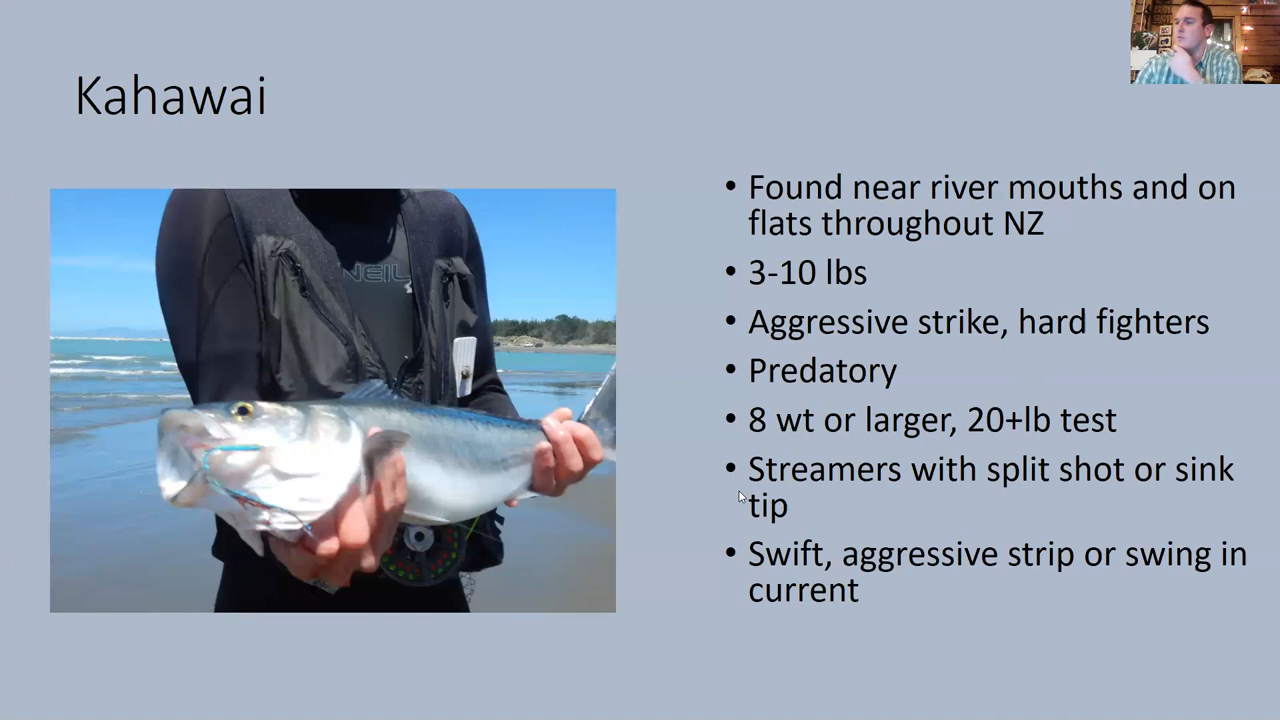 Kahawai
• Found near river mouths and on
flats throughout NZ
• 3-10 lbs
• Aggressive strike, hard fighters
• Predatory
• 8 wt or larger, 20+lb test
• Streamers with split shot or sink
tip
• Swift, aggressive strip or swing in
current
NEIL